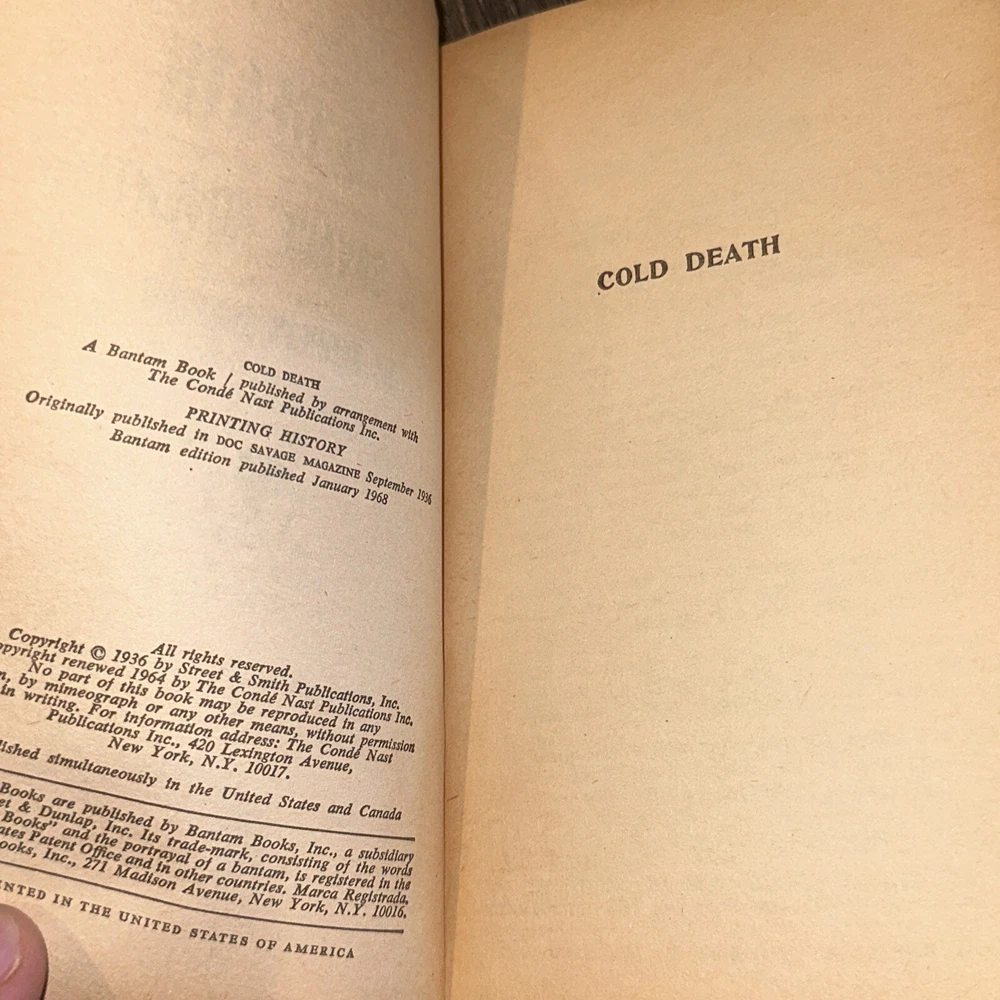 COLD DEATH
A Bantam Book / published by arrangement with
The Condé Nast Publications Inc.
PRINTING HISTORY
Originally published in DOC SAVAGE MAGAZINE September 1936
Bantam edition published January 1968
All rights reserved.
Copyright © 1936 by Street & Smith Publications, Inc.
opyright renewed 1964 by The Condé Nast Publications Inc.
No part of this book may be reproduced in any
, by mimeograph or any other means, without permission
in writing. For information address: The Condé Nast
Publications Inc., 420 Lexington Avenue,
New York, N.Y. 10017.
lished simultaneously in the United States and Canada
Books are published by Bantam Books, Inc., a subsidiary
et & Dunlap, Inc. Its trade-mark, consisting of the words
Books" and the portrayal of a bantam, is registered in the
ates Patent Office and in other countries. Marca Registrada,
ooks, Inc., 271 Madison Avenue, New York, N.Y. 10016.
NTED IN THE UNITED STATES OF AMERICA
COLD DEATH